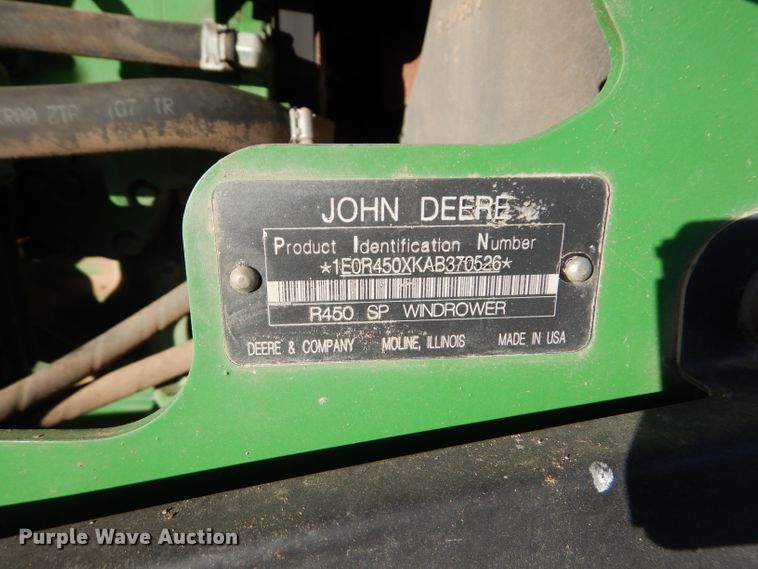 07 TR
JOHN DEERE
Product Identification Number
*1E0R450XKAB370526*
R450 SP WINDROWER
DEERE & COMPANY MOLINE, ILLINOIS MADE IN USA
Purple Wave Auction